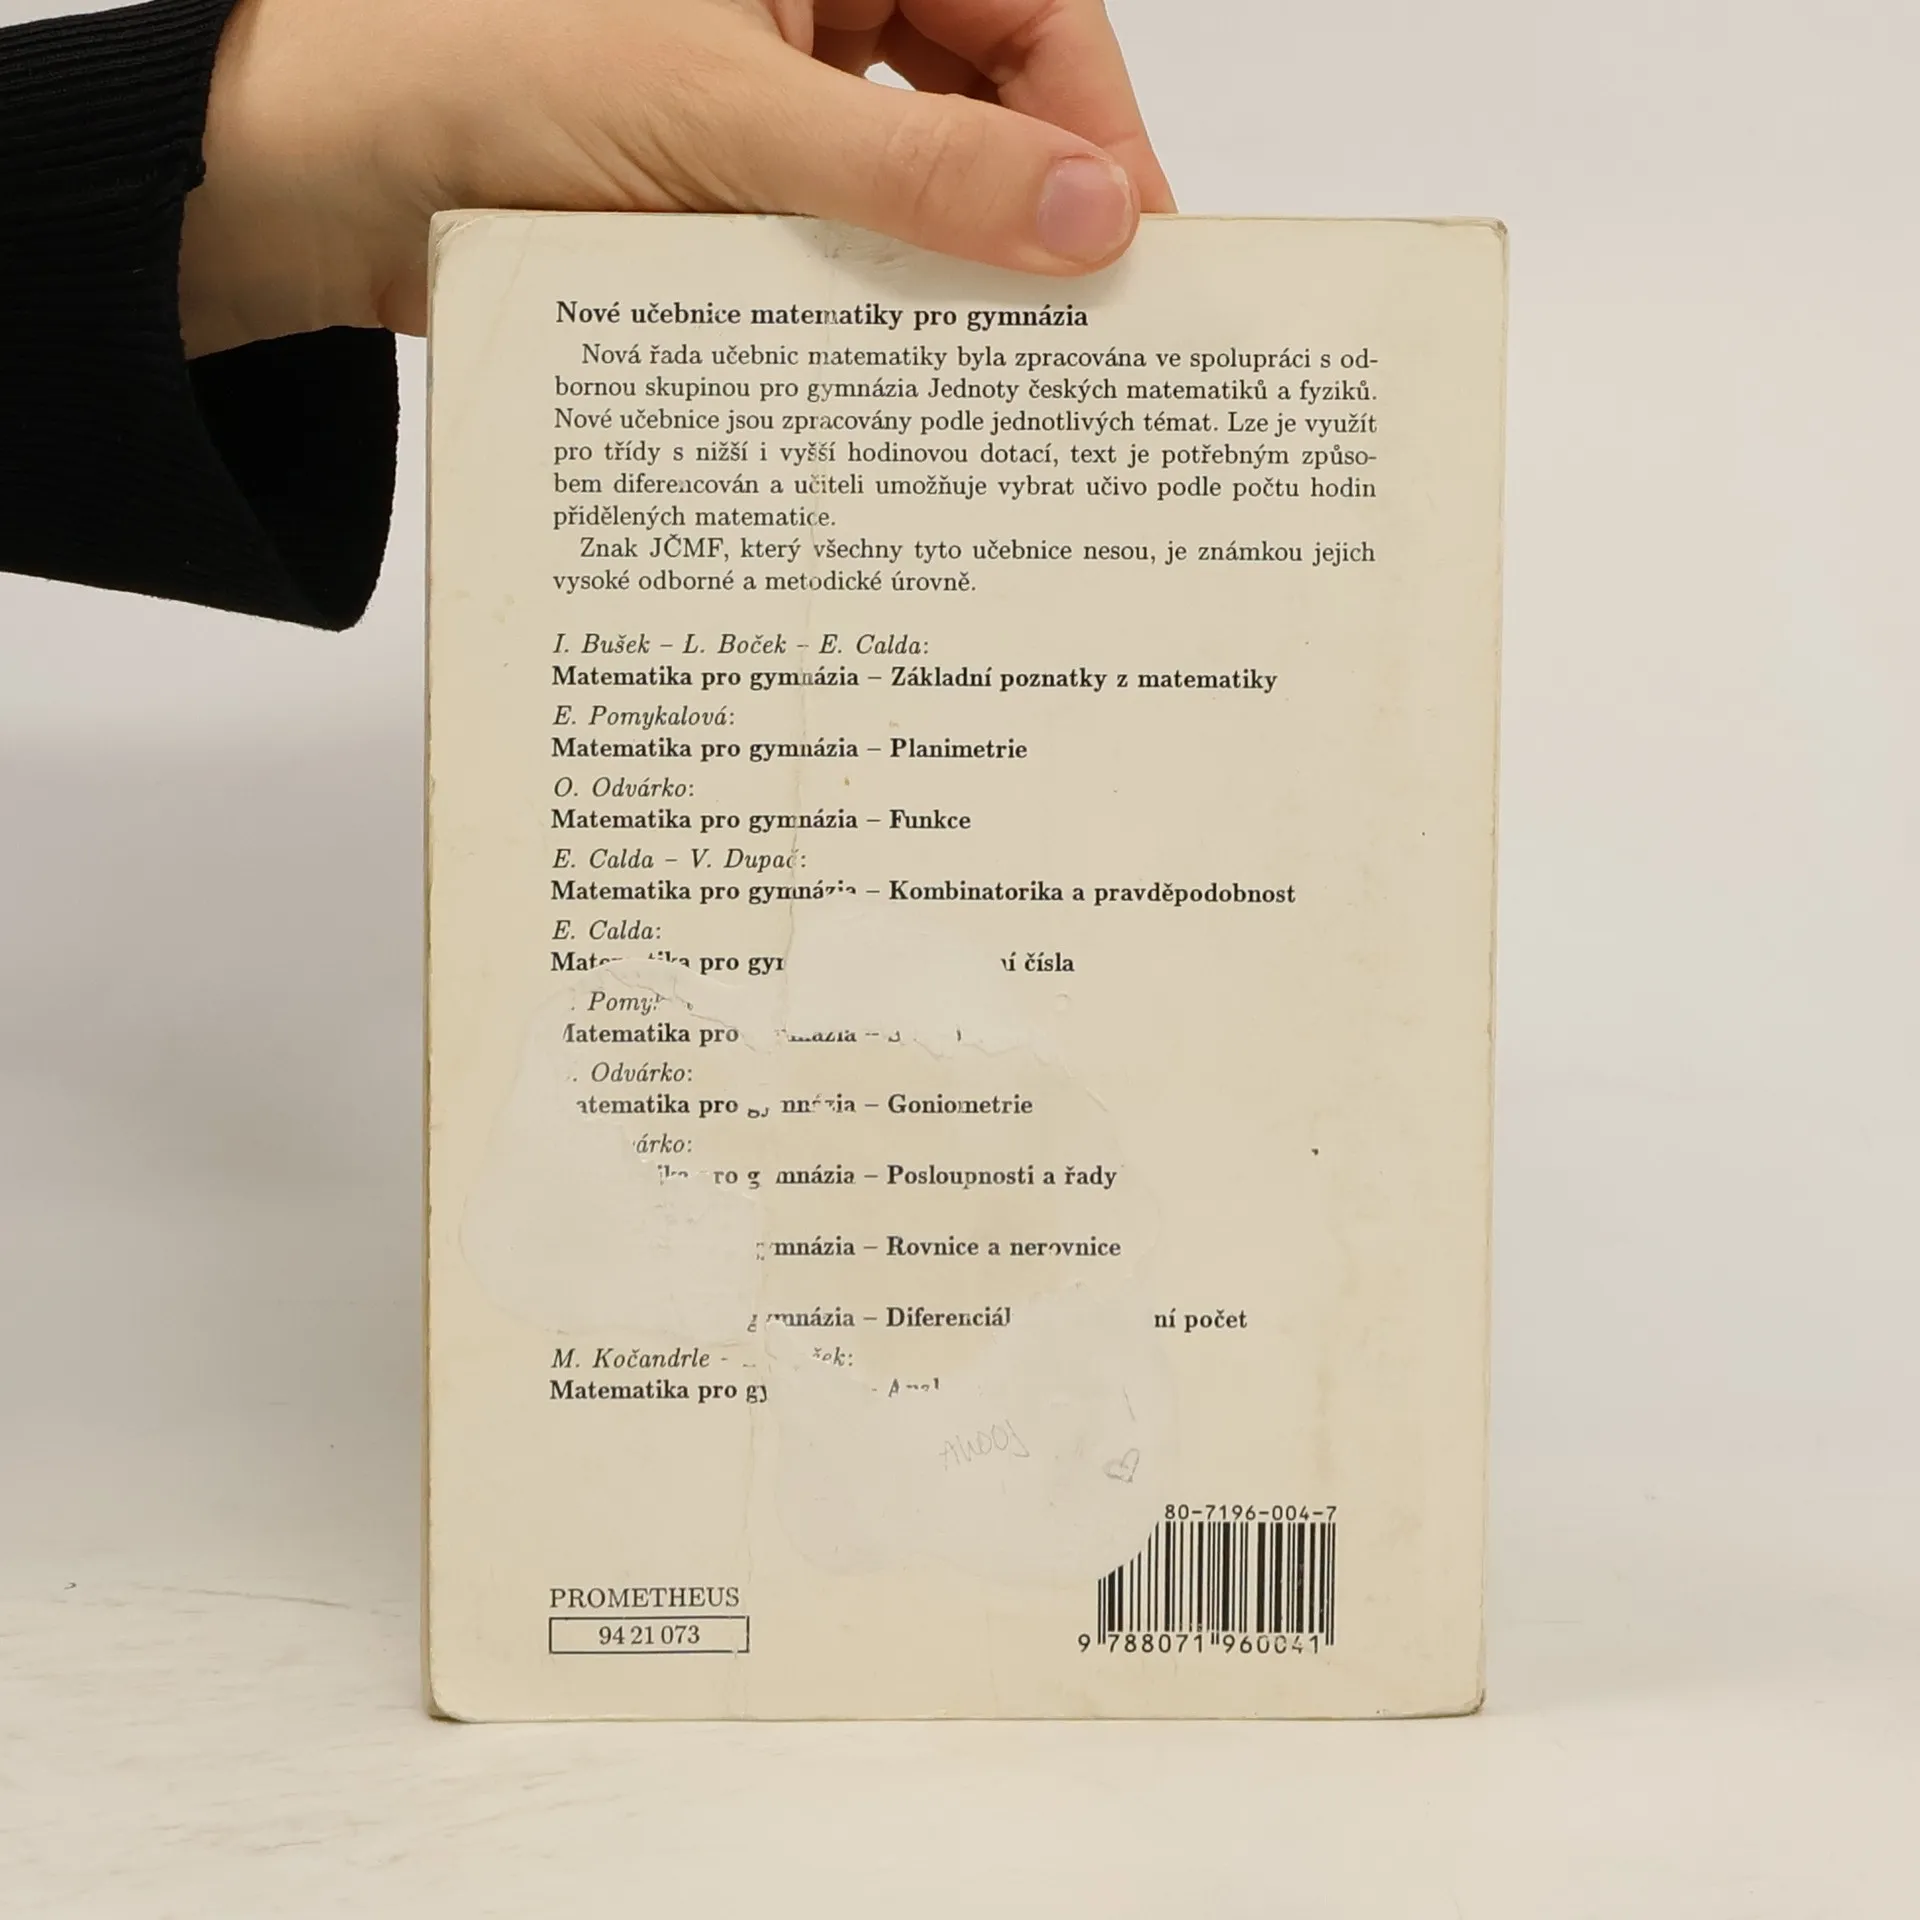 Nové učebnice matematiky pro gymnázia
Nová řada učebnic matematiky byla zpracována ve spolupráci s od-
bornou skupinou pro gymnázia Jednoty českých matematiků a fyziků.
Nové učebnice jsou zpracovány podle jednotlivých témat. Lze je využít
pro třídy s nižší i vyšší hodinovou dotací, text je potřebným způso-
bem diferencován a učiteli umožňuje vybrat učivo podle počtu hodin
přidělených matematice.
Znak JČMF, který všechny tyto učebnice nesou, je známkou jejich
vysoké odborné a metodické úrovně.
I. Bušek – L. Boček – E. Calda:
Matematika pro gymnázia – Základní poznatky z matematiky
E. Pomykalová:
Matematika pro gymnázia – Planimetrie
O. Odvárko:
Matematika pro gymnázia – Funkce
E. Calda – V. Dupač:
Matematika pro gymnázia – Kombinatorika a pravděpodobnost
E. Calda:
pro čísla
pro
Odvárko:
pro – Goniometrie
– Posloupnosti a řady
– Rovnice a nerovnice
– počet
M. Kočandrle -
Matematika pro
80-7196-004-7
PROMETHEUS
94 21 073
9 788071 960041